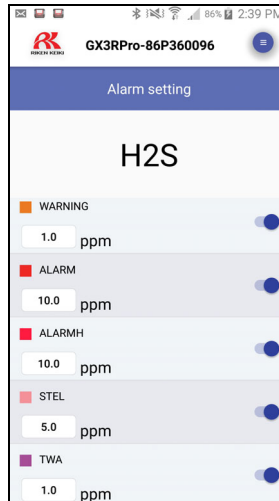 86% 2:39 PM
RIKEN KEIKI
GX3RPro-86P360096
Alarm setting
H2S
WARNING
1.0 ppm
ALARM
10.0 ppm
ALARMH
10.0 ppm
STEL
5.0 ppm
TWA
1.0 ppm